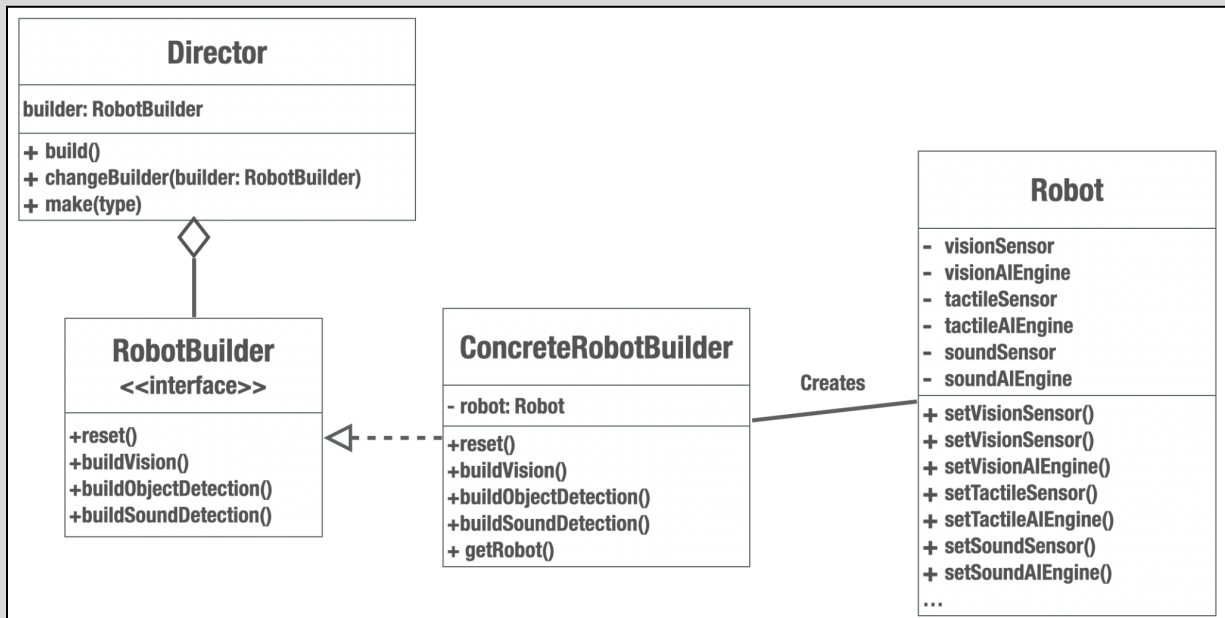 Director
builder: RobotBuilder
+ build()
+ changeBuilder(builder: RobotBuilder)
+ make(type)
RobotBuilder
<<interface>>
+reset()
+buildVision()
+buildObjectDetection()
+buildSoundDetection()
ConcreteRobotBuilder
- robot: Robot
+reset()
+buildVision()
+buildObjectDetection()
+buildSoundDetection()
+ getRobot()
Creates
Robot
- visionSensor
- visionAIEngine
- tactileSensor
- tactileAIEngine
- soundSensor
- soundAIEngine
+ setVisionSensor()
+ setVisionSensor()
+ setVisionAIEngine()
+ setTactileSensor()
+ setTactileAIEngine()
+ setSoundSensor()
+ setSoundAIEngine()
...